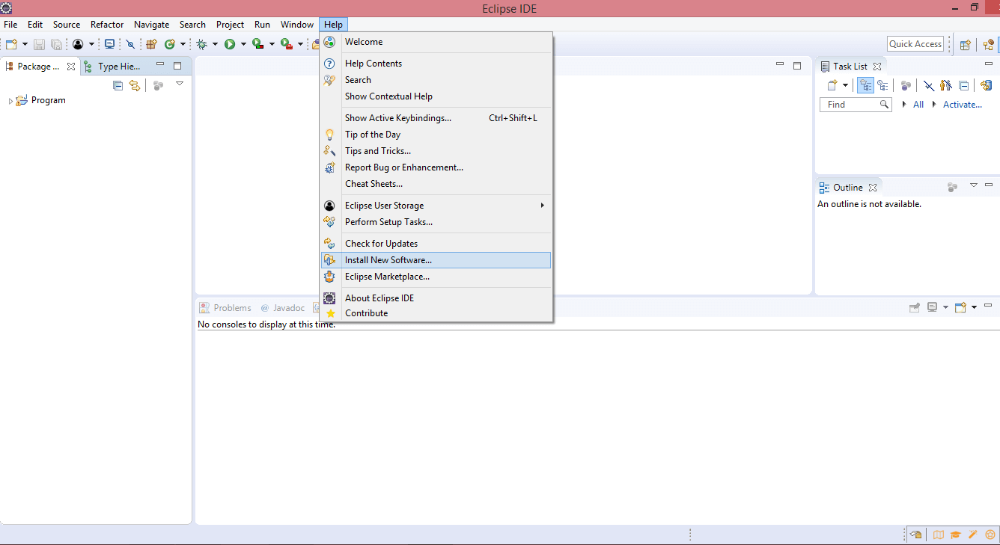 Eclipse IDE
File Edit Source Refactor Navigate Search Project Run Window Help
Quick Access
Package ... Type Hie...
Program
Welcome
Help Contents
Search
Show Contextual Help
Show Active Keybindings... Ctrl+Shift+L
Tip of the Day
Tips and Tricks...
Report Bug or Enhancement...
Cheat Sheets...
Eclipse User Storage
Perform Setup Tasks...
Check for Updates
Install New Software...
Eclipse Marketplace...
About Eclipse IDE
Contribute
Task List
Find All Activate...
Outline
An outline is not available.
Problems @ Javadoc
No consoles to display at this time.